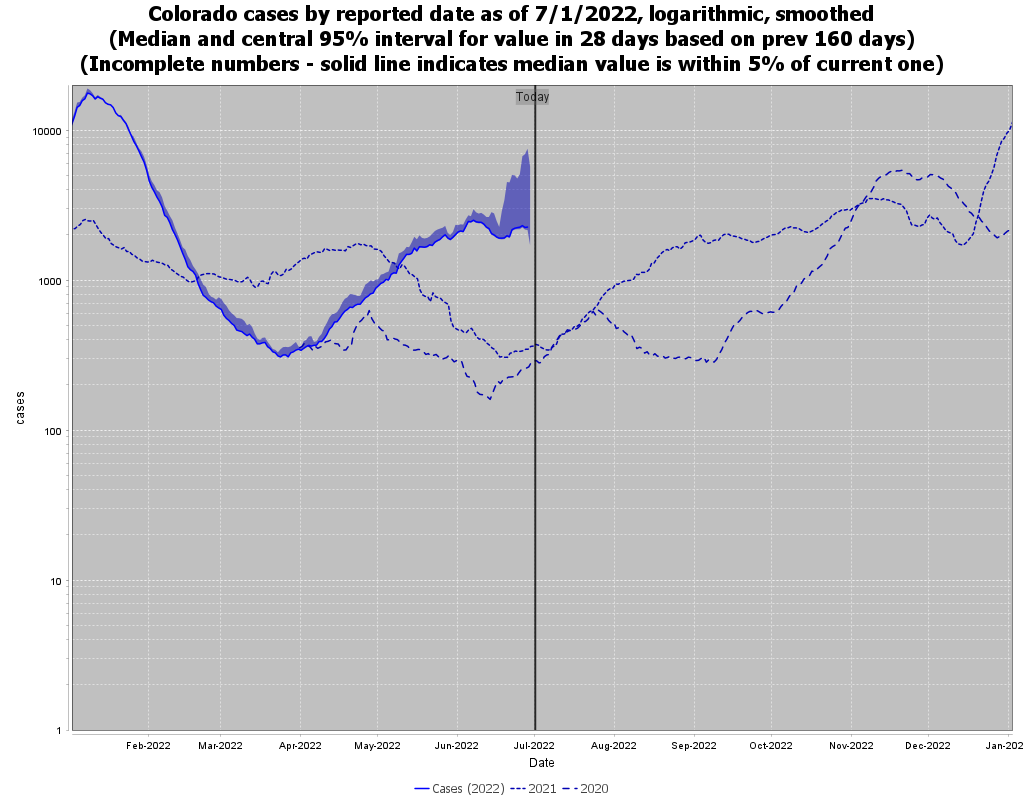 Colorado cases by reported date as of 7/1/2022, logarithmic, smoothed
(Median and central 95% interval for value in 28 days based on prev 160 days)
(Incomplete numbers - solid line indicates median value is within 5% of current one)
Today
10000
1000
100
10
1
cases
Feb-2022 Mar-2022 Apr-2022 May-2022 Jun-2022 Jul-2022 Aug-2022 Sep-2022 Oct-2022 Nov-2022 Dec-2022 Jan-202
Date
Cases (2022) 2021 2020